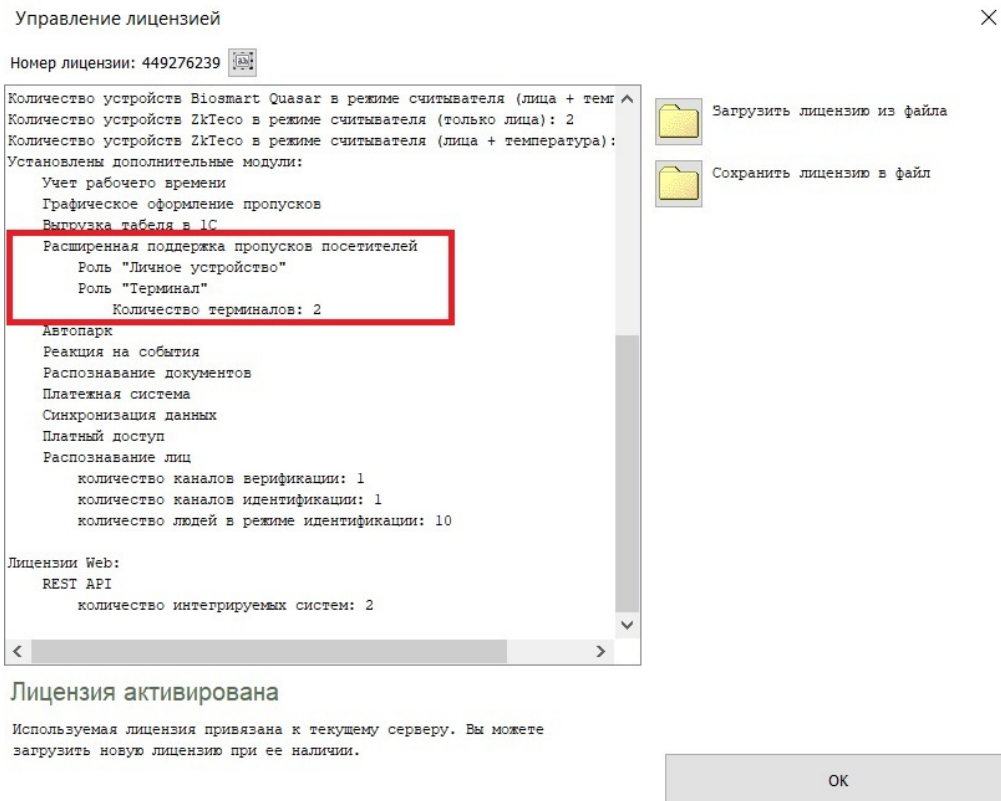 Управление лицензией
Номер лицензии: 449276239
Количество устройств Biosmart Quasar в режиме считывателя (лица +
Количество устройств ZkTeco в режиме считывателя (только лица): 2
Количество устройств ZkTeco в режиме считывателя (лица + температура):
Установлены дополнительные модули:
Учет рабочего времени
Графическое оформление пропусков
Выгрузка табеля в 1С
Расширенная поддержка пропусков посетителей
Роль "Личное устройство"
Роль "Терминал"
Количество терминалов: 2
Автопарк
Реакция на события
Распознавание документов
Платежная система
Синхронизация данных
Платный доступ
Распознавание лиц
количество каналов верификации: 1
количество каналов идентификации: 1
количество людей в режиме идентификации: 10
Лицензии Web:
REST API
количество интегрируемых систем: 2
Загрузить лицензию из файла
Сохранить лицензию в файл
Лицензия активирована
Используемая лицензия привязана к текущему серверу. Вы можете
загрузить новую лицензию при ее наличии.
ОК